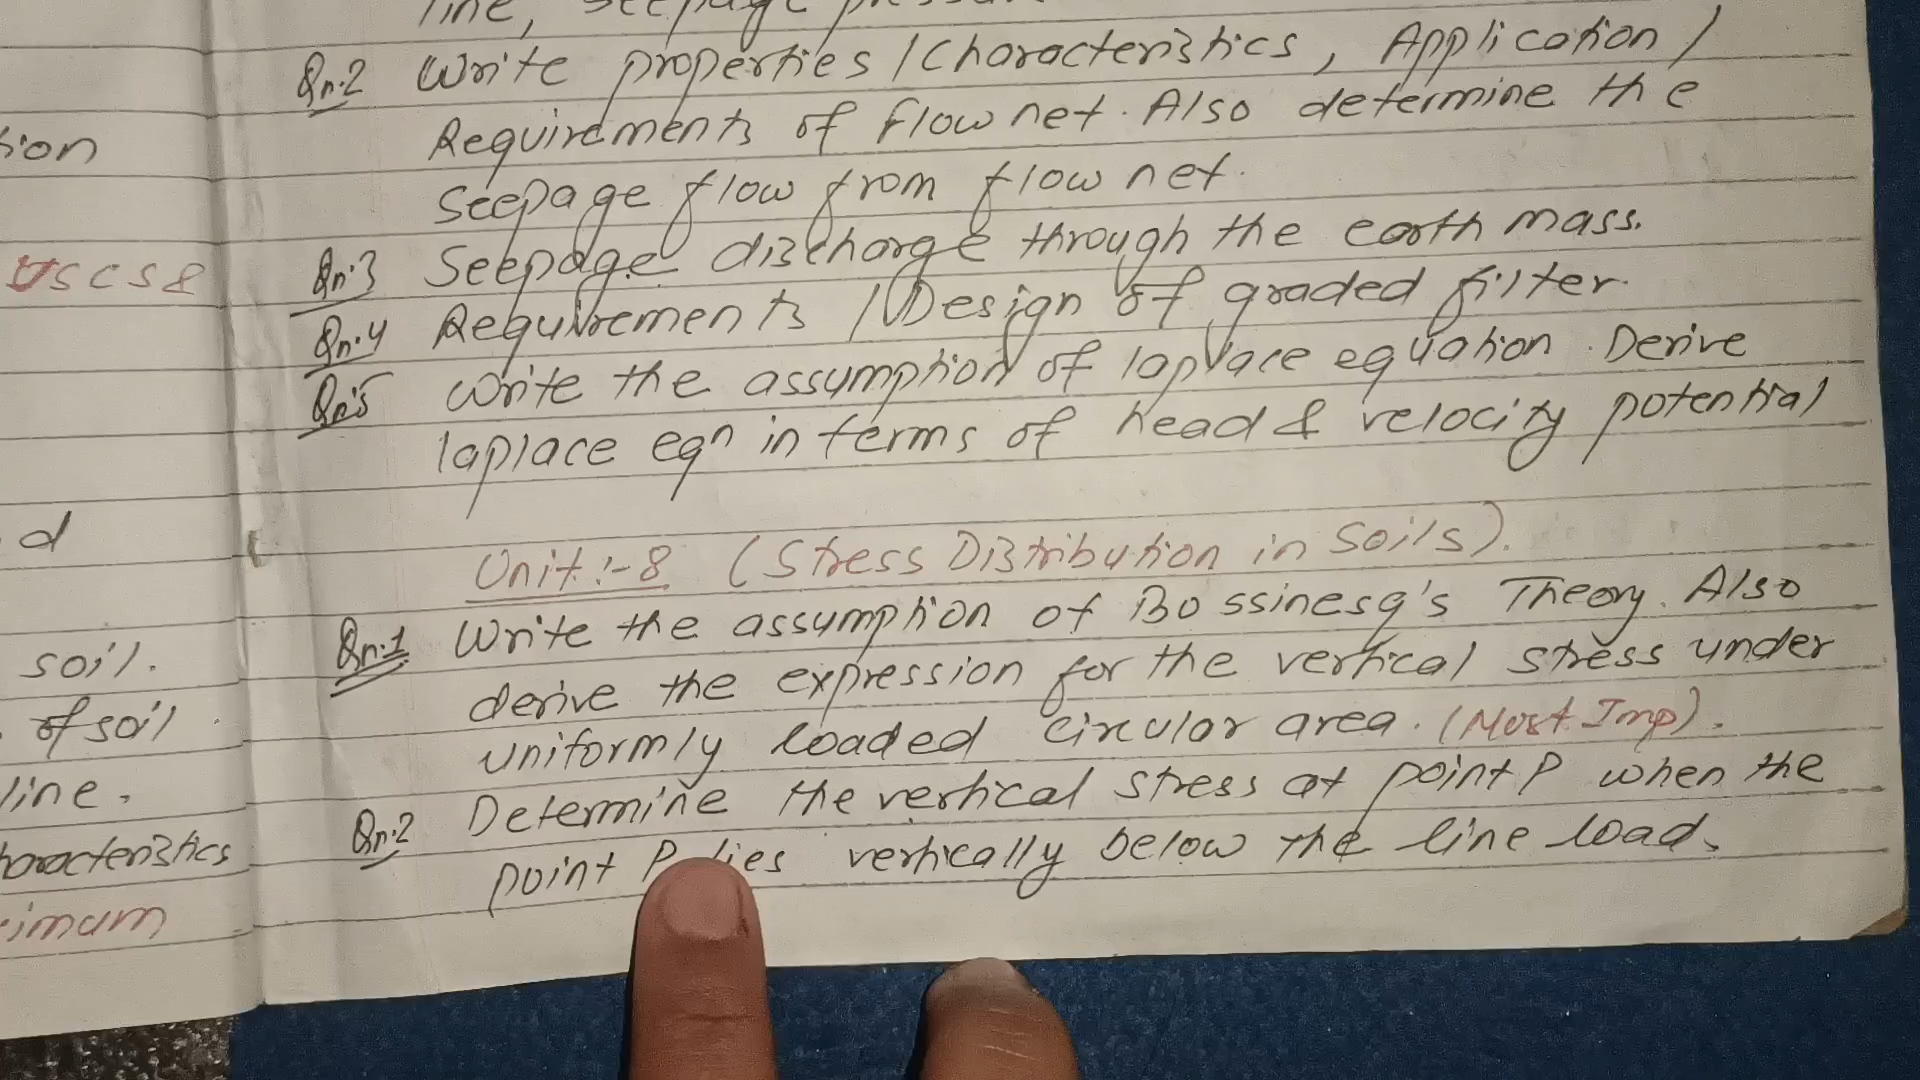 line, seepage pressure
Qn.2 Write properties / Characteristics, Application /
Requirements of flow net. Also determine the
seepage flow from flow net.
Qn.3 Seepage discharge through the earth mass.
Qn.4 Requirements / Design of graded filter.
Qn.5 Write the assumption of laplace equation. Derive
laplace eqn in terms of head & velocity potential
Unit:-8 (Stress Distribution in Soils).
Qn.1 Write the assumption of Bossinesq's Theory. Also
derive the expression for the vertical stress under
uniformly loaded circular area. (Most Imp).
Qn.2 Determine the vertical stress at point P when the
point P lies vertically below the line load.
USCS &
d
soil.
of soil
line.